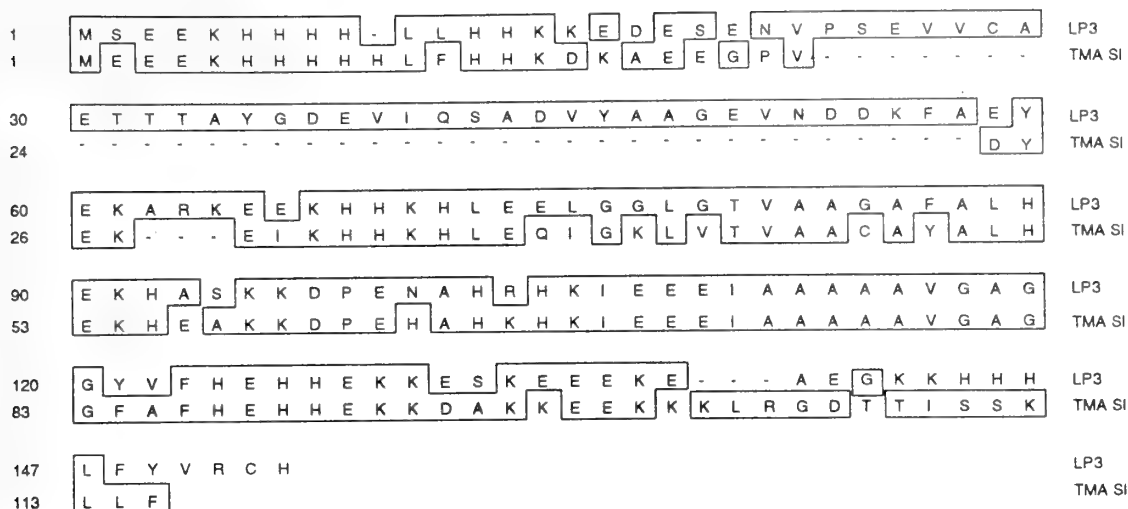 1 M S E E K H H H H - L L H H K K E D E S E N V P S E V V C A LP3
1 M E E E K H H H H H L F H H K D K A E E G P V - - - - - - - TMA SI
30 E T T T A Y G D E V I Q S A D V Y A A G E V N D D K F A E Y LP3
24 - - - - - - - - - - - - - - - - - - - - - - - - - - - - D Y TMA SI
60 E K A R K E E K H H K H L E E L G G L G T V A A G A F A L H LP3
26 E K - - - E I K H H K H L E Q I G K L V T V A A C A Y A L H TMA SI
90 E K H A S K K D P E N A H R H K I E E E I A A A A A V G A G LP3
53 E K H E A K K D P E H A H K H K I E E E I A A A A A V G A G TMA SI
120 G Y V F H E H H E K K E S K E E E K E - - - A E G K K H H H LP3
83 G F A F H E H H E K K D A K K E E K K K L R G D T T I S S K TMA SI
147 L F Y V R C H LP3
113 L L F TMA SI